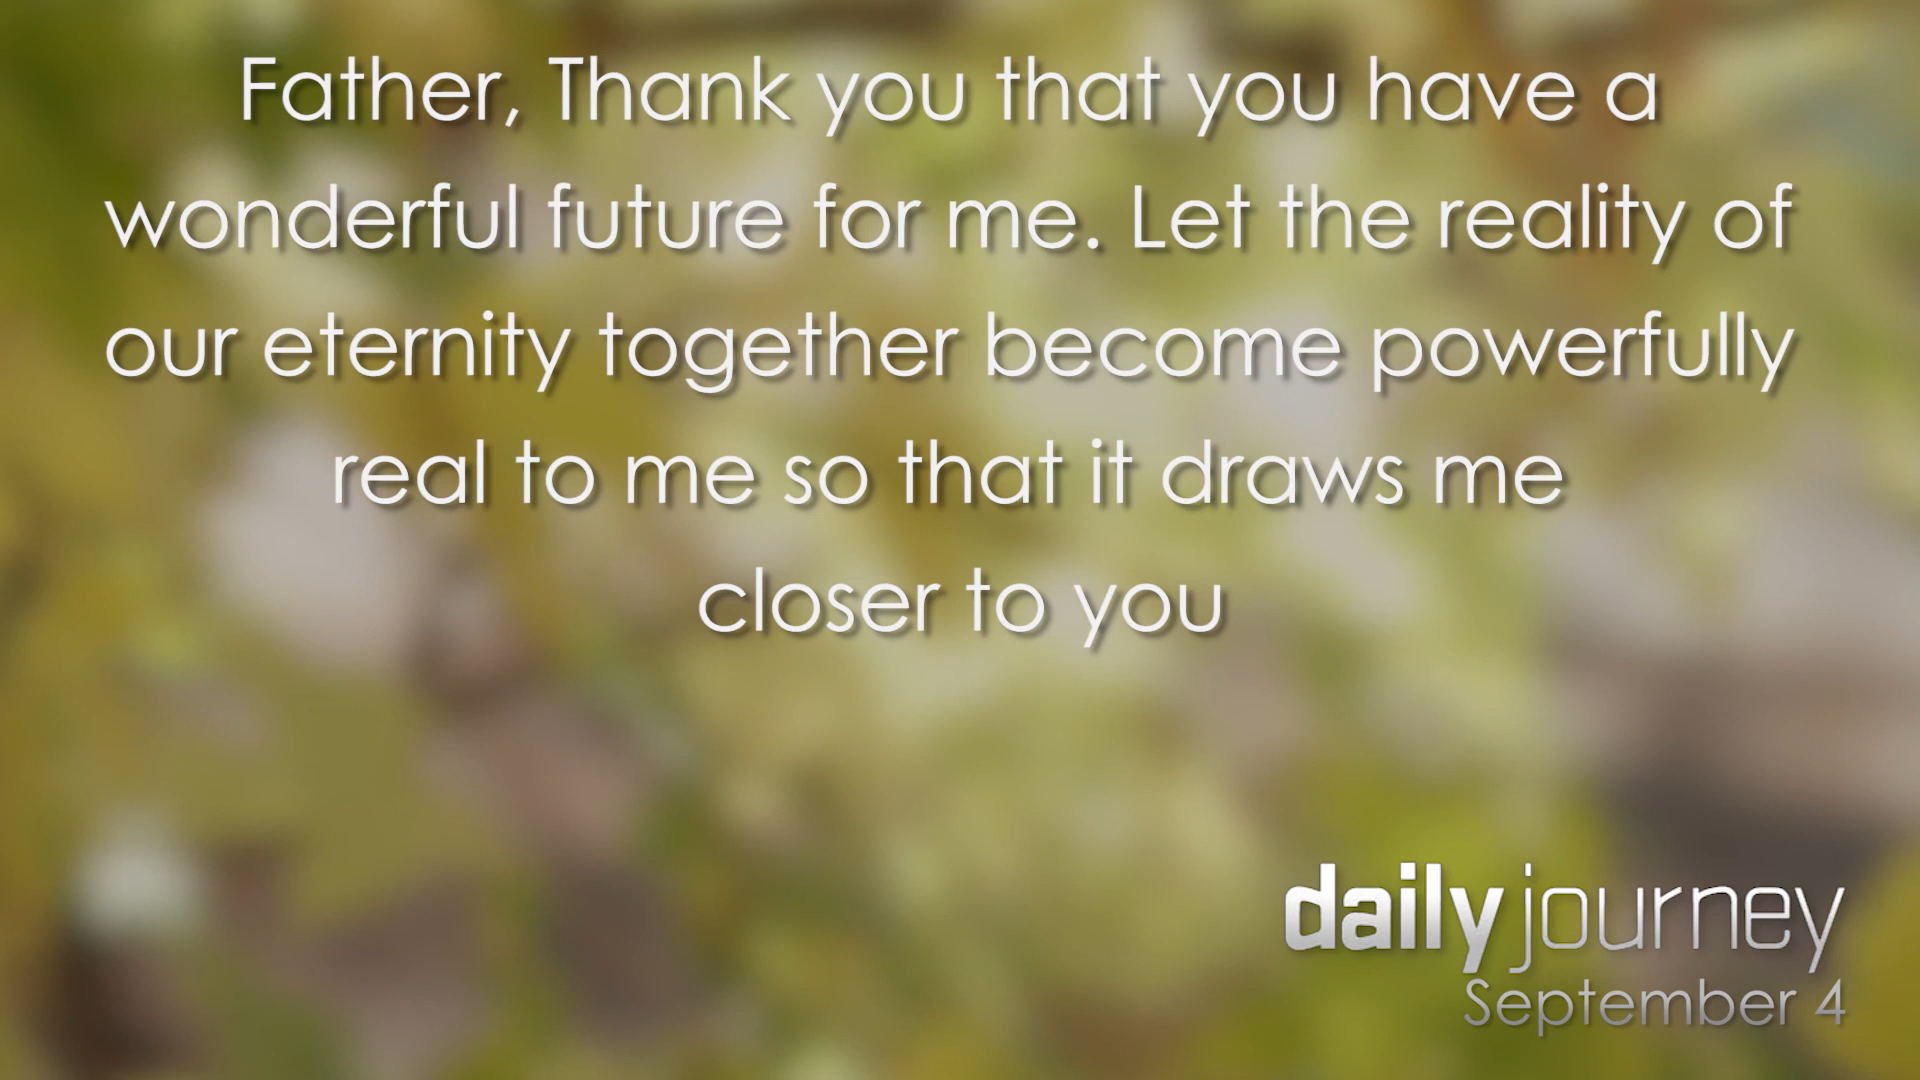 Father, Thank you that you have a
wonderful future for me. Let the reality of
our eternity together become powerfully
real to me so that it draws me
closer to you
daily journey
September 4